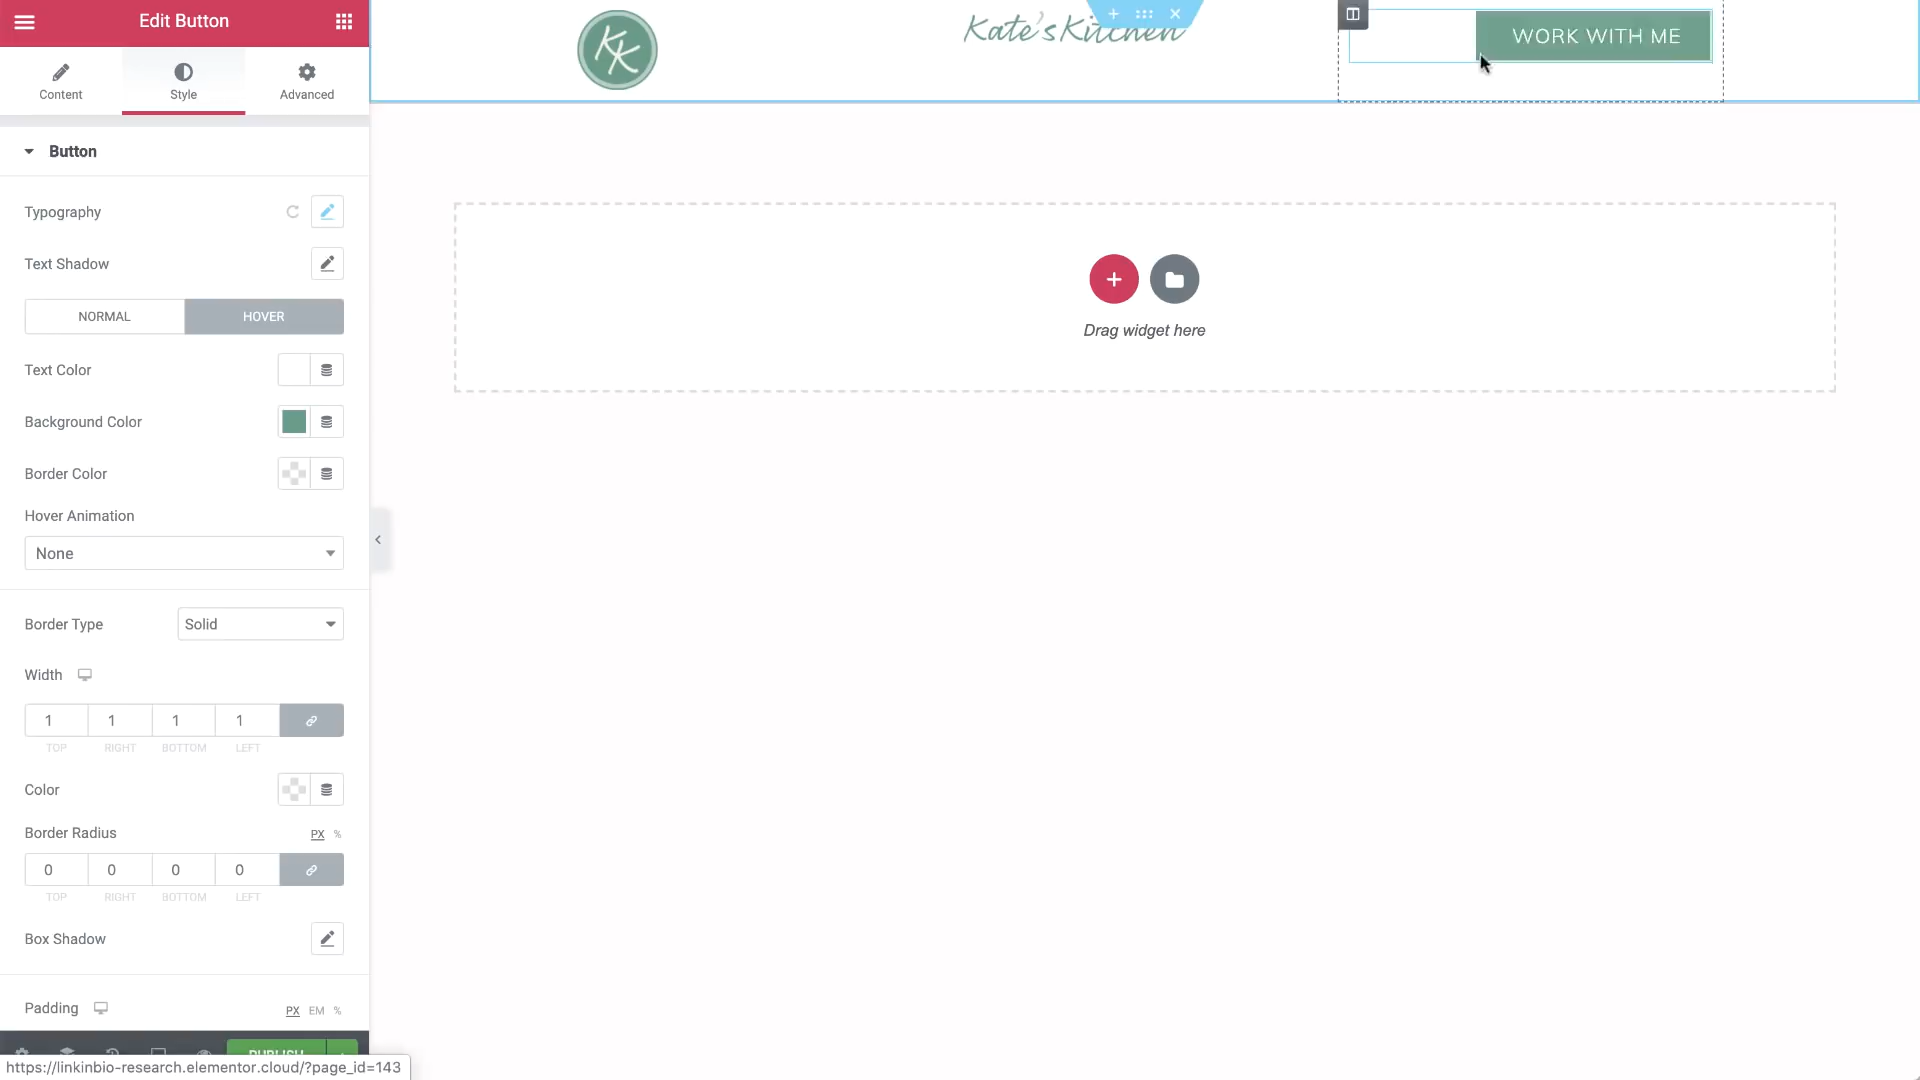 Edit Button
Content
Style
Advanced
Button
Typography
Text Shadow
NORMAL
HOVER
Text Color
Background Color
Border Color
Hover Animation
None
Border Type
Solid
Width
1
1
1
1
TOP
RIGHT
BOTTOM
LEFT
Color
Border Radius
PX
%
0
0
0
0
TOP
RIGHT
BOTTOM
LEFT
Box Shadow
Padding
PX
EM
%
PUBLISH
https://linkinbio-research.elementor.cloud/?page_id=143
KK
Kate'sKitchen
WORK WITH ME
Drag widget here